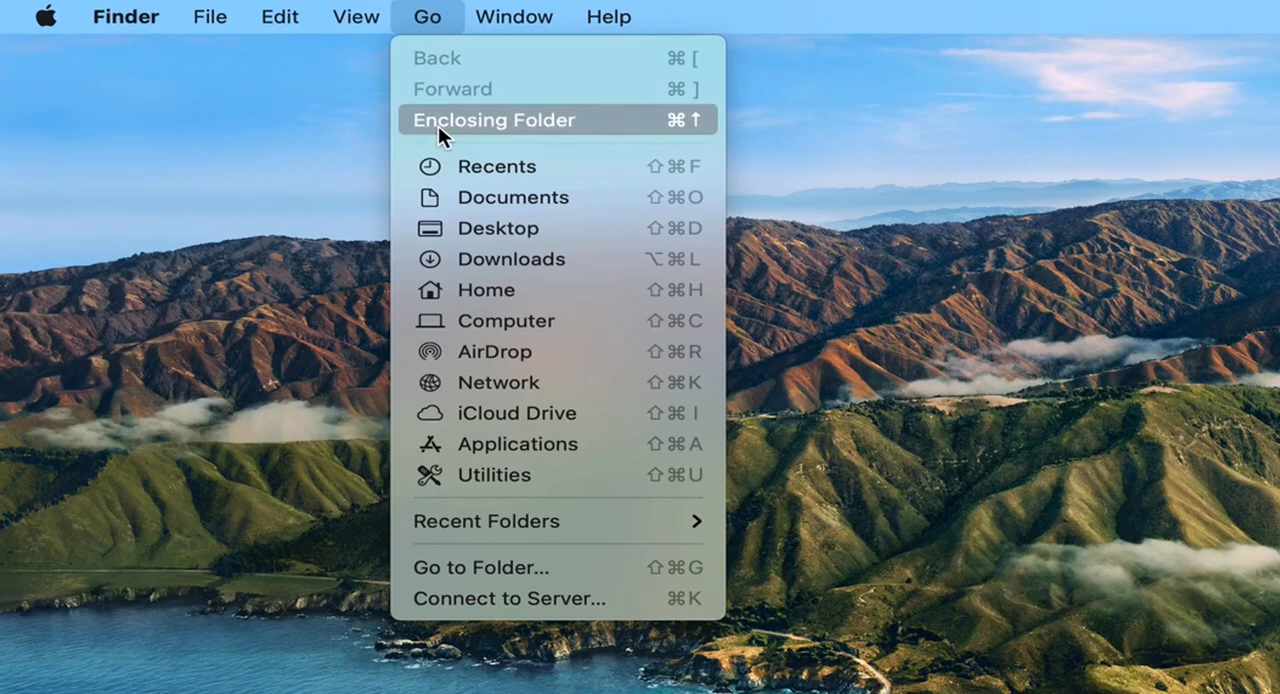 Finder File Edit View Go Window Help
Back ⌘ [
Forward ⌘ ]
Enclosing Folder ⌘↑
Recents ⇧⌘F
Documents ⇧⌘O
Desktop ⇧⌘D
Downloads ⌥⌘L
Home ⇧⌘H
Computer ⇧⌘C
AirDrop ⇧⌘R
Network ⇧⌘K
iCloud Drive ⇧⌘I
Applications ⇧⌘A
Utilities ⇧⌘U
Recent Folders
Go to Folder... ⇧⌘G
Connect to Server... ⌘K